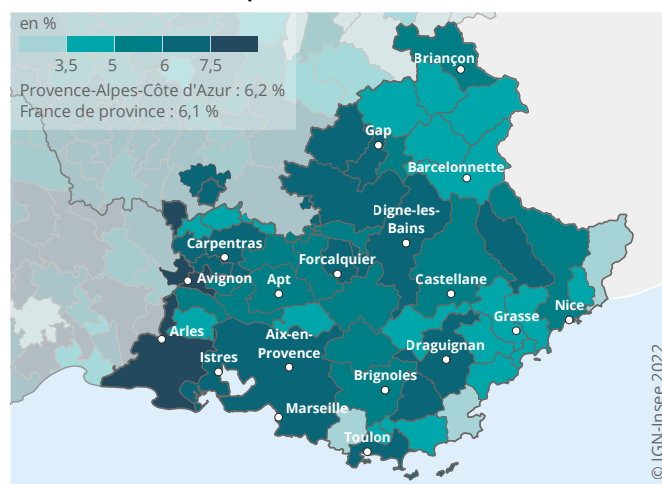 en %
3,5 5 6 7,5
Provence-Alpes-Côte d'Azur : 6,2 %
France de province : 6,1 %
Briançon
Gap
Barcelonnette
Digne-les-
Bains
Carpentras
Forcalquier
Avignon
Apt
Castellane
Nice
Grasse
Arles
Aix-en-
Provence
Draguignan
Istres
Brignoles
Marseille
Toulon
© IGN-Insee 2022